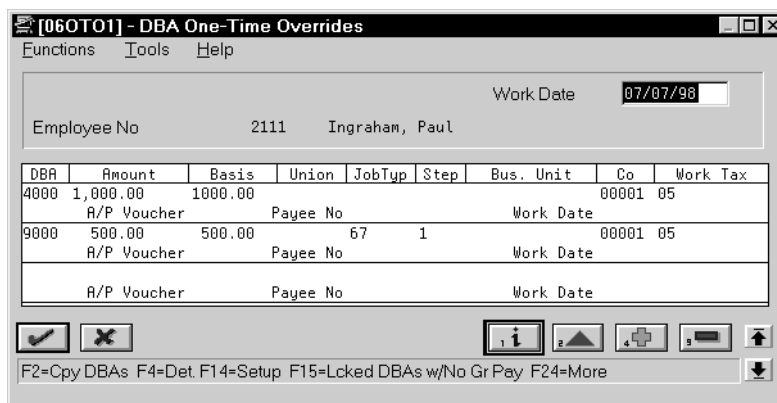 [06OTO1] - DBA One-Time Overrides
Functions Tools Help
Work Date 07/07/98
Employee No 2111 Ingraham, Paul
DBA Amount Basis Union JobTyp Step Bus. Unit Co Work Tax
4000 1,000.00 1000.00 00001 05
A/P Voucher Payee No Work Date
9000 500.00 500.00 67 1 00001 05
A/P Voucher Payee No Work Date
A/P Voucher Payee No Work Date
1 i 2 4 9
F2=Cpy DBAs F4=Det. F14=Setup F15=Lcked DBAs w/No Gr Pay F24=More